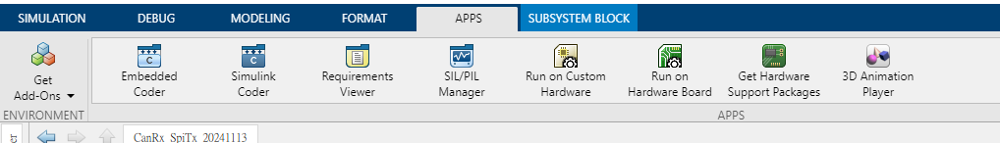 SIMULATION DEBUG MODELING FORMAT APPS SUBSYSTEM BLOCK
Get
Add-Ons
Embedded
Coder
Simulink
Coder
Requirements
Viewer
SIL/PIL
Manager
Run on Custom
Hardware
Run on
Hardware Board
Get Hardware
Support Packages
3D Animation
Player
ENVIRONMENT
APPS
CanRx_SpiTx_20241113